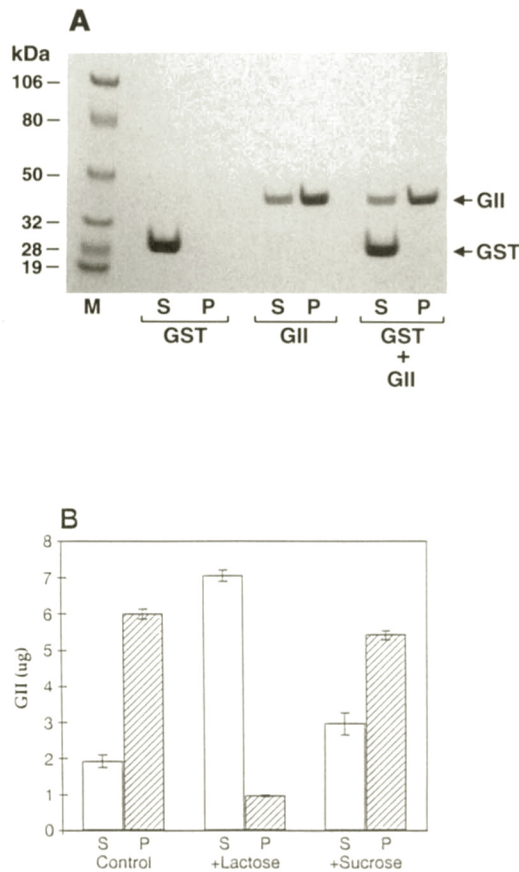 A
kDa
106
80
50
32
28
19
GII
GST
M S P S P S P
GST GII GST
+
GII
B
8
7
6
5
4
3
2
1
0
GII (ug)
S P S P S P
Control +Lactose +Sucrose